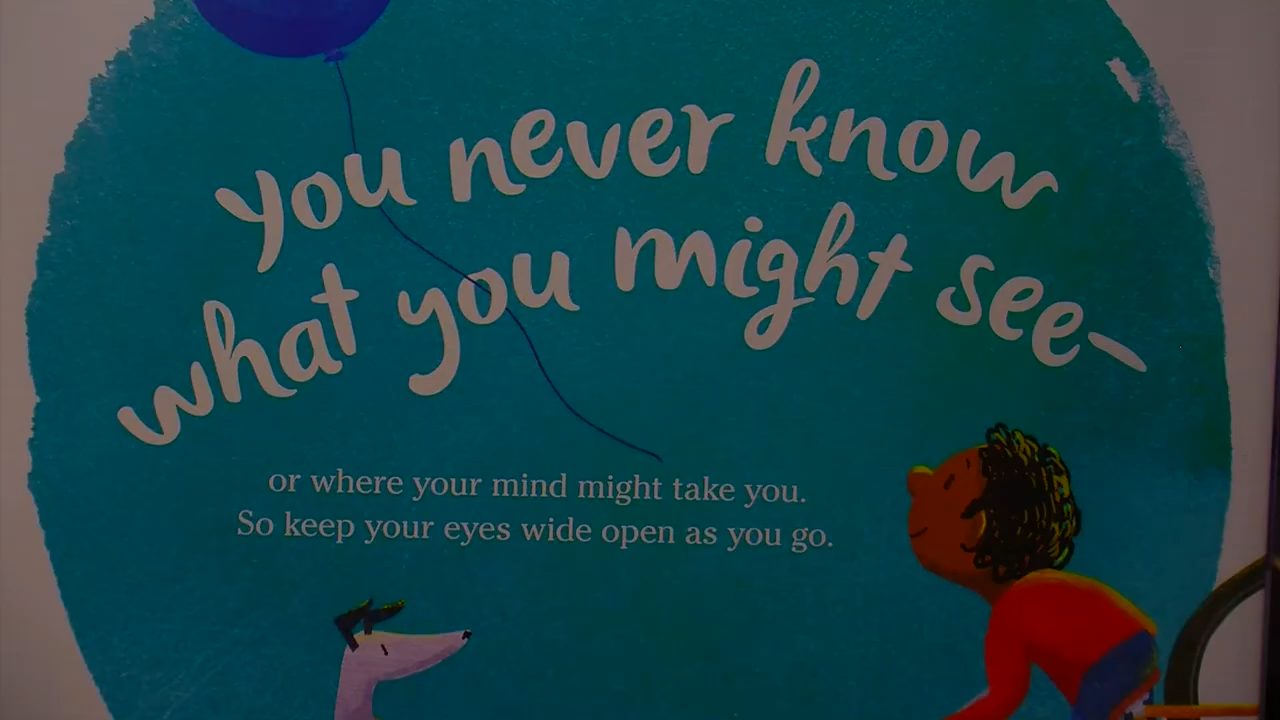 you never know
what you might see–
or where your mind might take you.
So keep your eyes wide open as you go.